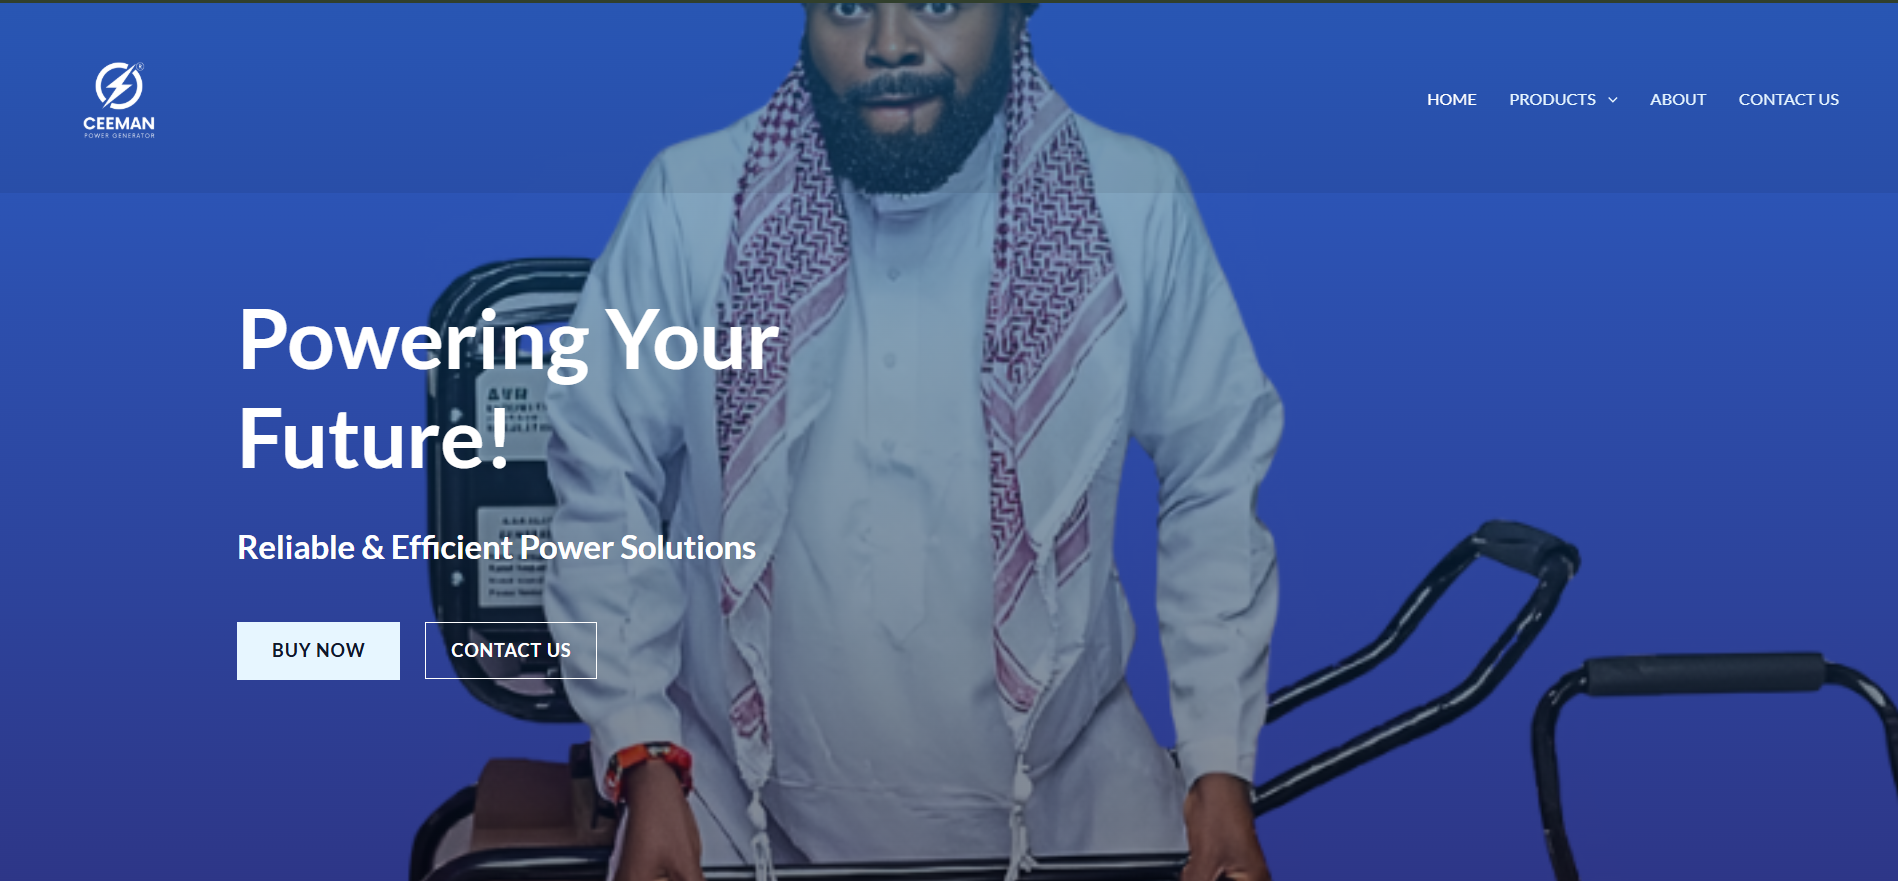 ®
CEEMAN
POWER GENERATOR
HOME
PRODUCTS
ABOUT
CONTACT US
Powering Your
Future!
Reliable & Efficient Power Solutions
BUY NOW
CONTACT US